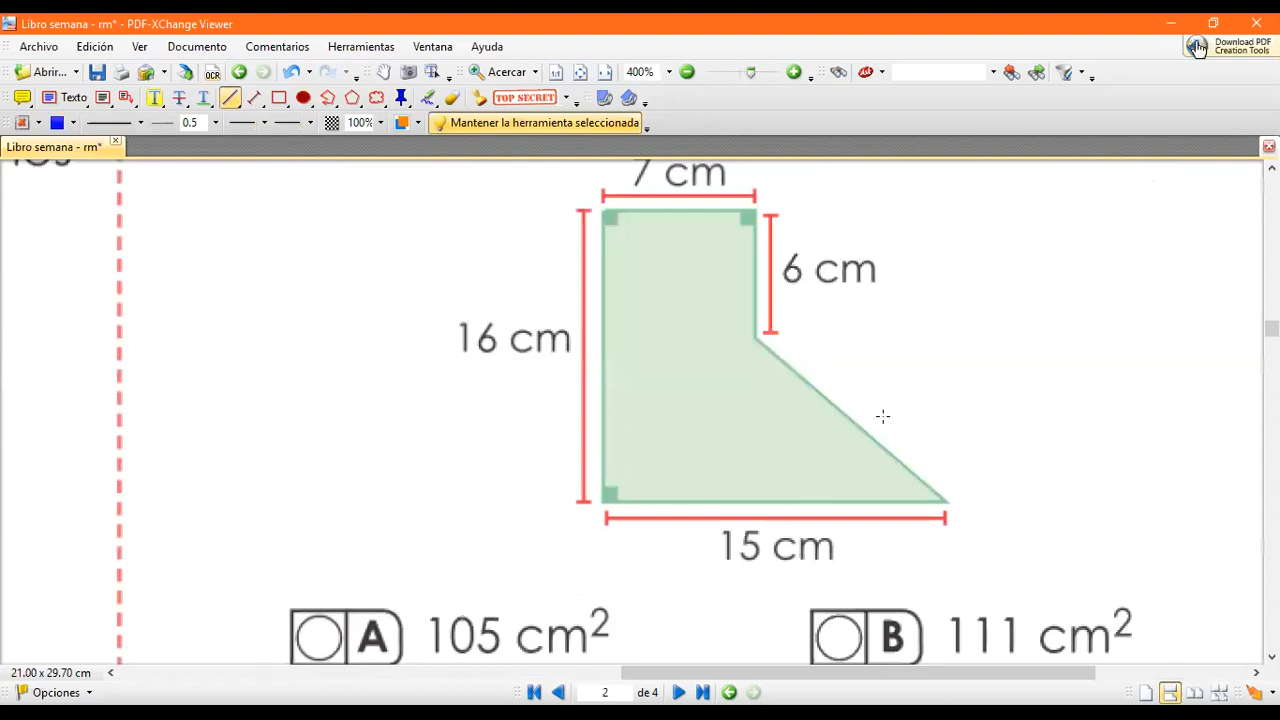 Libro semana - rm* - PDF-XChange Viewer
Archivo Edición Ver Documento Comentarios Herramientas Ventana Ayuda
Download PDF
Creation Tools
Abrir... OCR Acercar 400%
Texto TOP SECRET
0.5 100% Mantener la herramienta seleccionada
Libro semana - rm*
7 cm
6 cm
16 cm
15 cm
A 105 cm²
B 111 cm²
21.00 x 29.70 cm
Opciones 2 de 4